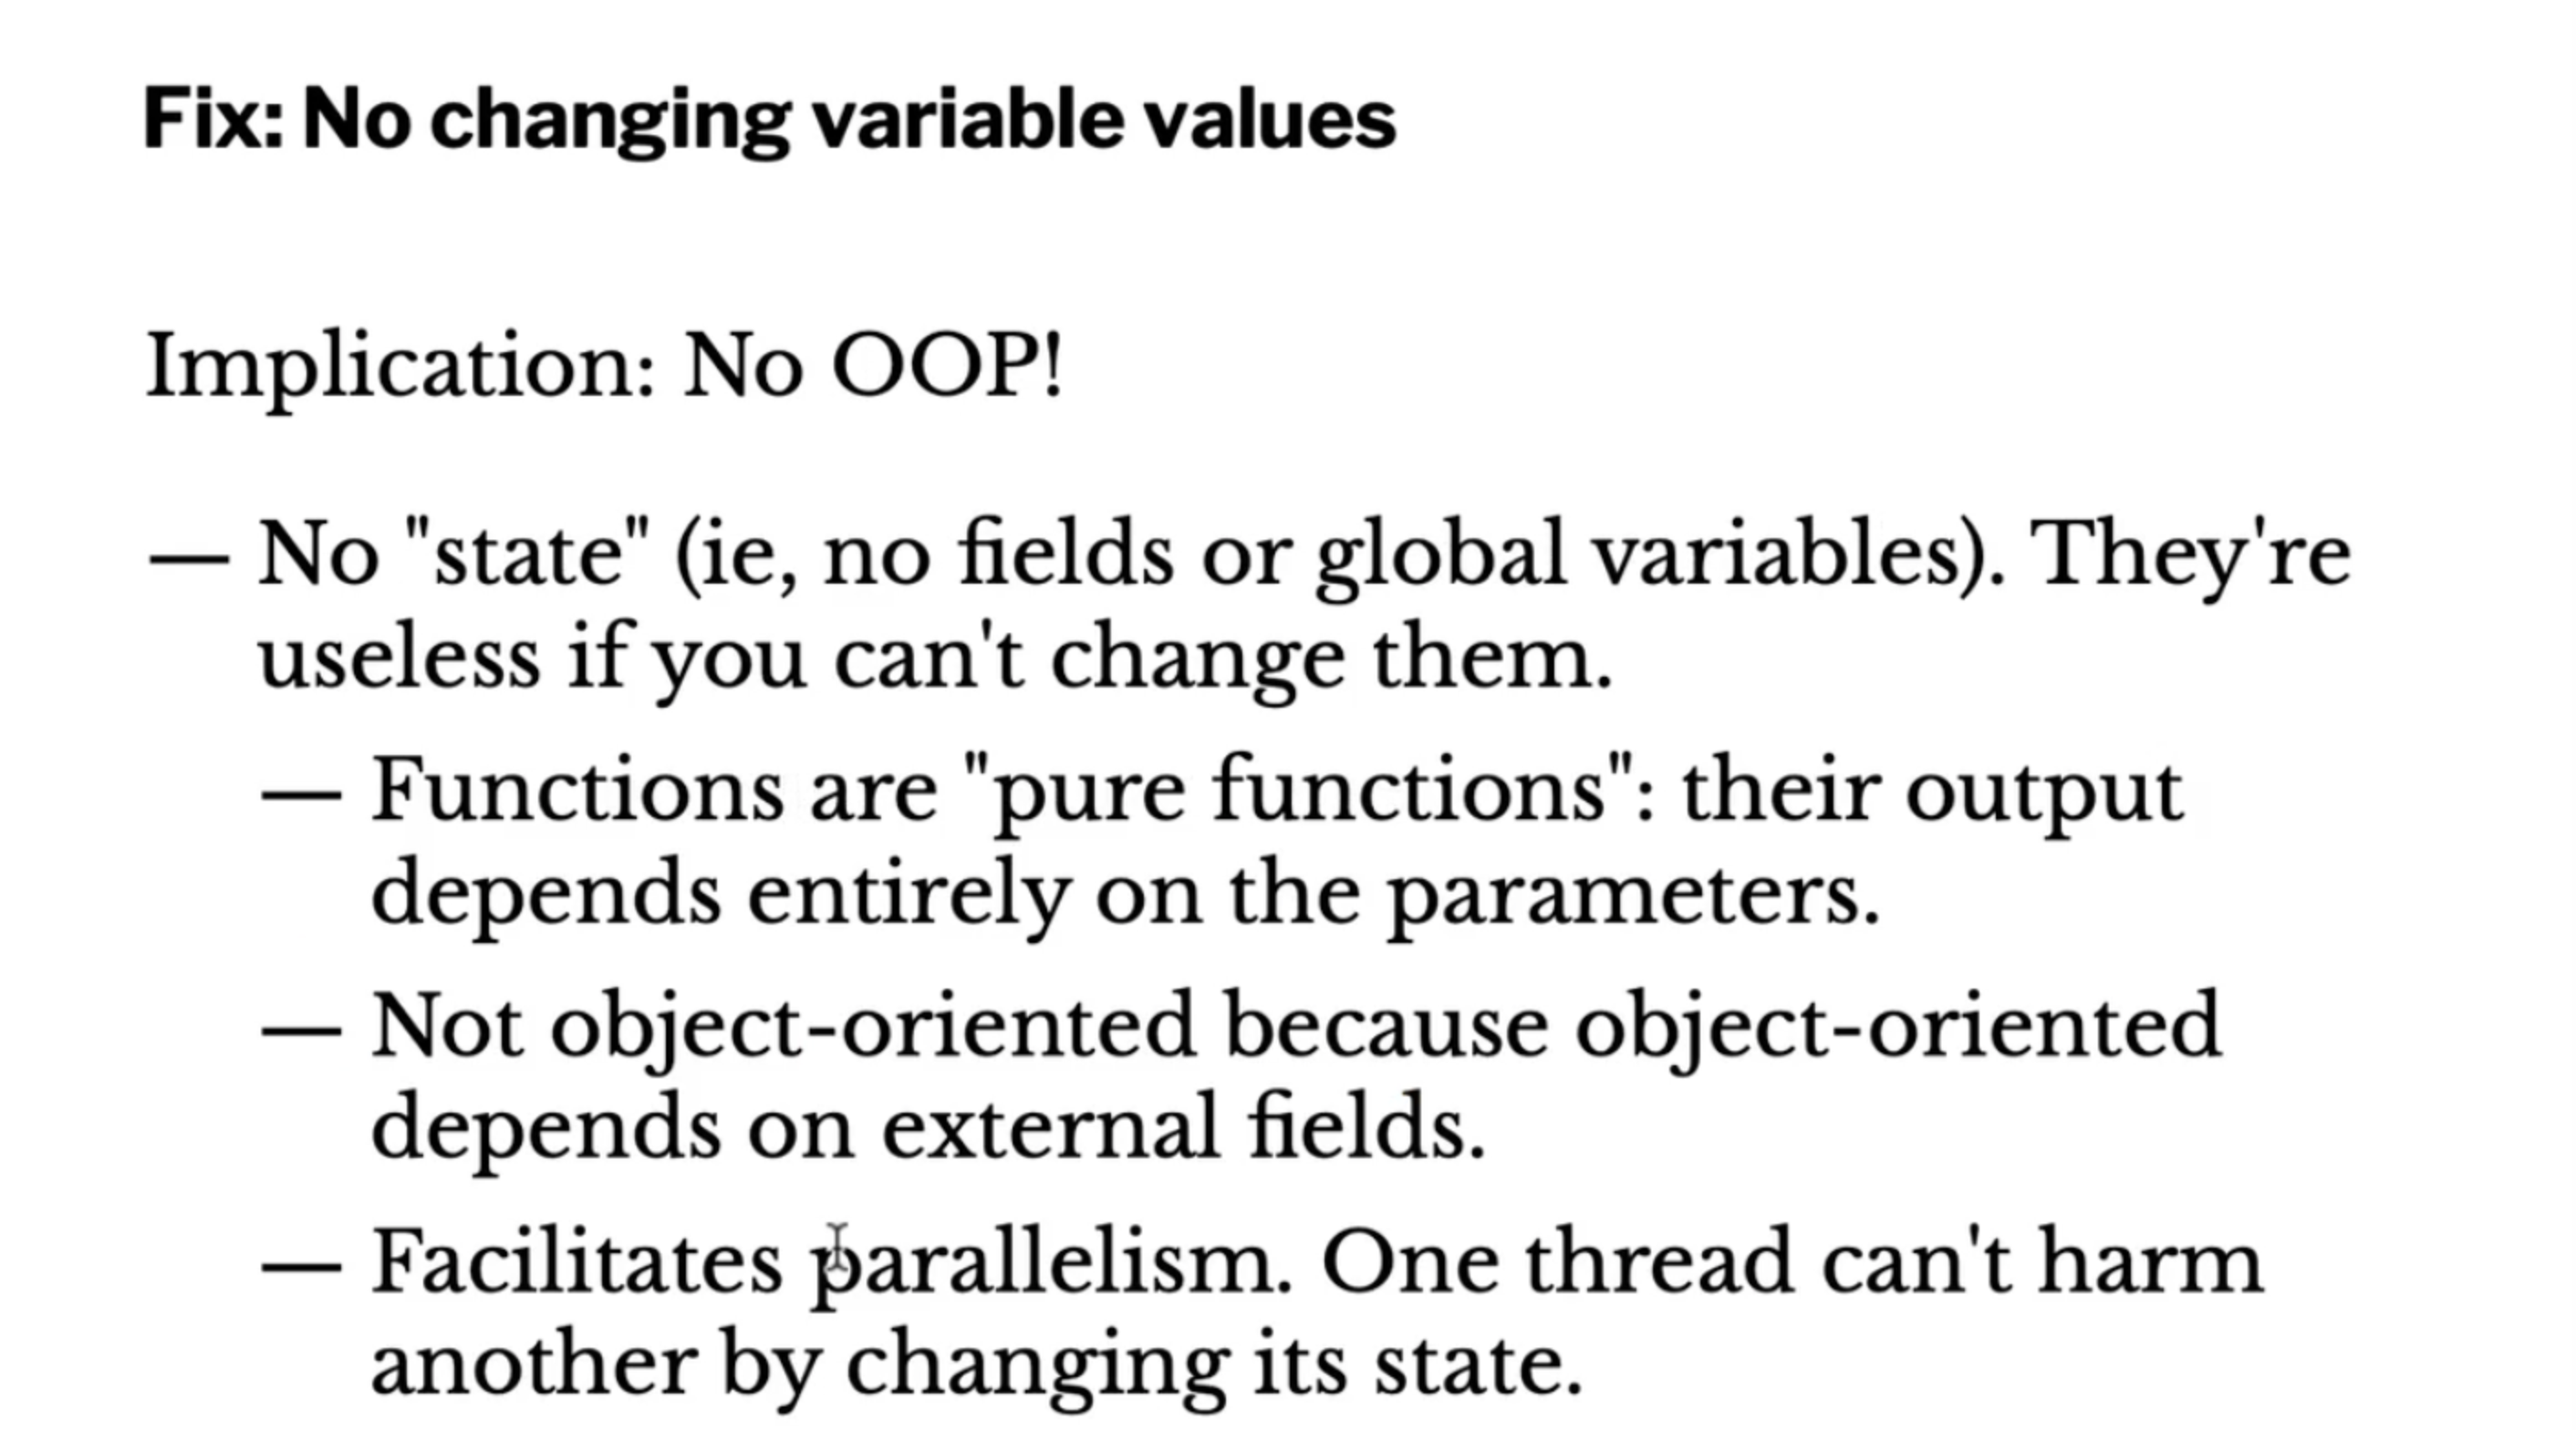 Fix: No changing variable values
Implication: No OOP!
— No "state" (ie, no fields or global variables). They're
useless if you can't change them.
— Functions are "pure functions": their output
depends entirely on the parameters.
— Not object-oriented because object-oriented
depends on external fields.
— Facilitates parallelism. One thread can't harm
another by changing its state.